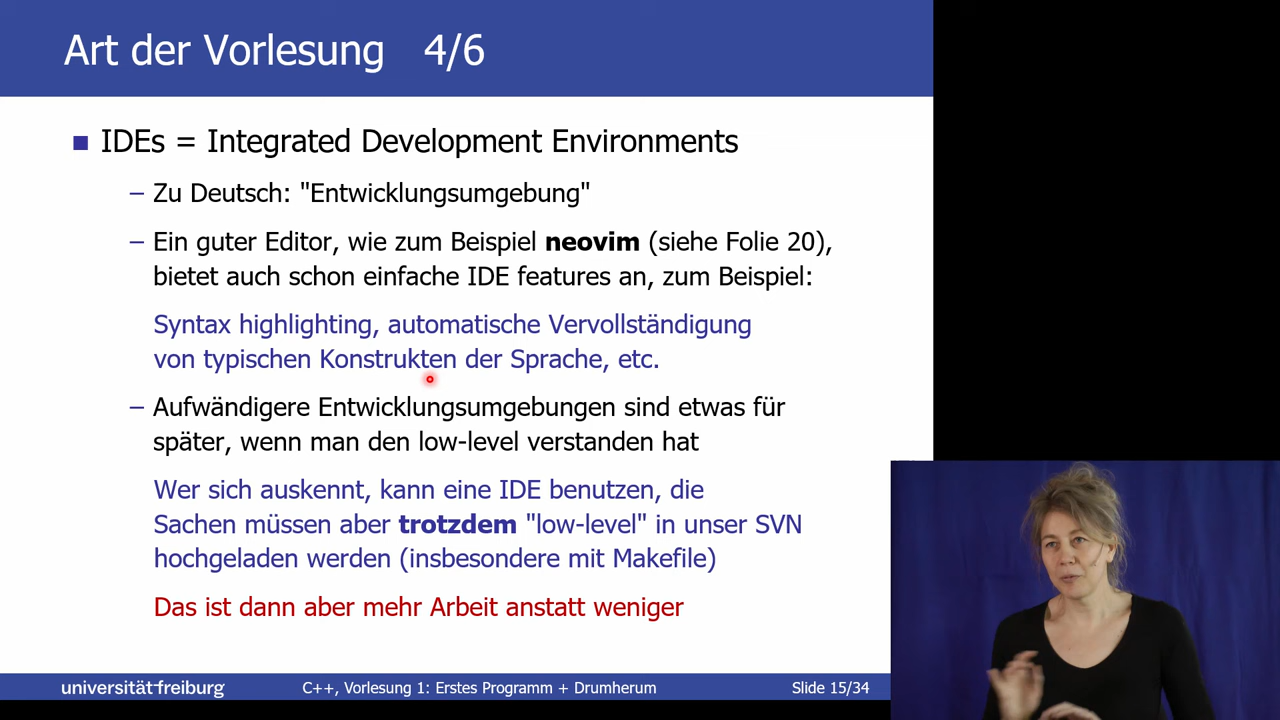 Art der Vorlesung 4/6
IDEs = Integrated Development Environments
– Zu Deutsch: "Entwicklungsumgebung"
– Ein guter Editor, wie zum Beispiel neovim (siehe Folie 20),
bietet auch schon einfache IDE features an, zum Beispiel:
Syntax highlighting, automatische Vervollständigung
von typischen Konstrukten der Sprache, etc.
– Aufwändigere Entwicklungsumgebungen sind etwas für
später, wenn man den low-level verstanden hat
Wer sich auskennt, kann eine IDE benutzen, die
Sachen müssen aber trotzdem "low-level" in unser SVN
hochgeladen werden (insbesondere mit Makefile)
Das ist dann aber mehr Arbeit anstatt weniger
universität freiburg C++, Vorlesung 1: Erstes Programm + Drumherum Slide 15/34